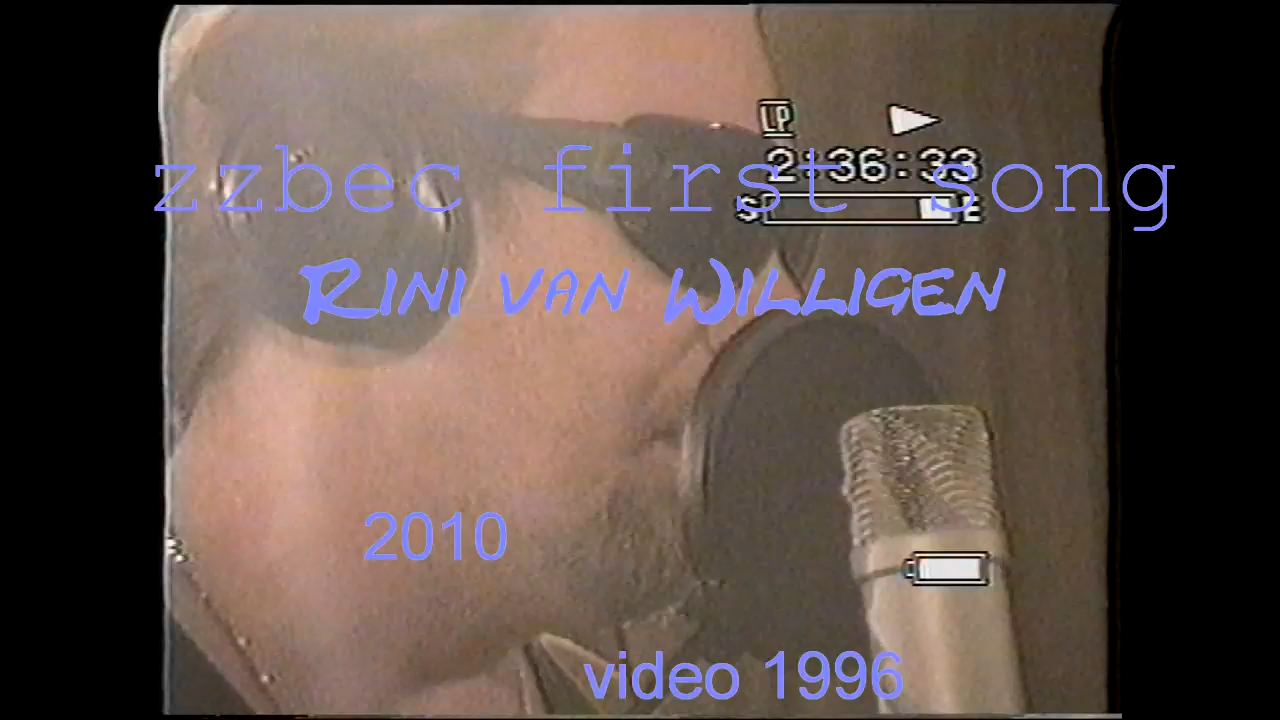 LP
2:36:33
zzbec first song
S E
Rini van Willigen
2010
video 1996